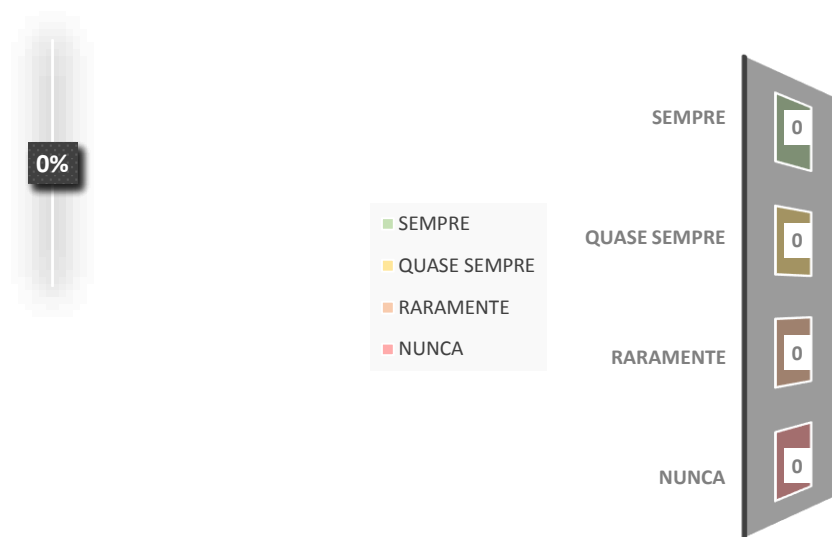 0%
SEMPRE
QUASE SEMPRE
RARAMENTE
NUNCA
SEMPRE
0
QUASE SEMPRE
0
RARAMENTE
0
NUNCA
0